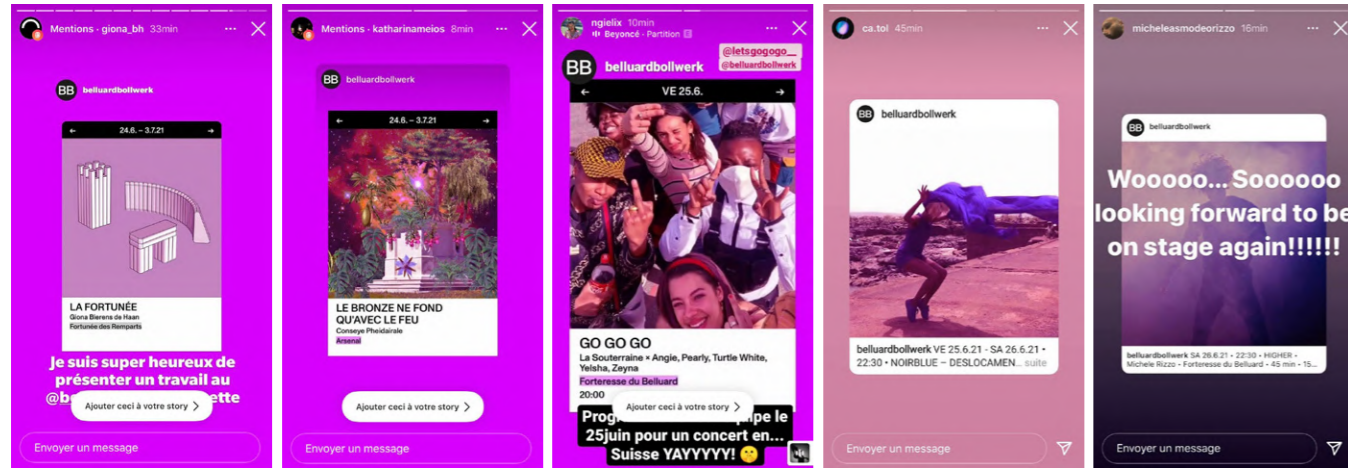 Mentions · giona_bh 33min
belluardbollwerk
← 24.6. – 3.7.21 →
LA FORTUNÉE
Giona Bierens de Haan
Fortunée des Remparts
Je suis super heureux de
présenter un travail au
Ajouter ceci à votre story >
Envoyer un message
Mentions · katharinameios 8min
BB belluardbollwerk
← 24.6. – 3.7.21 →
LE BRONZE NE FOND
QU'AVEC LE FEU
Conseye Pheidairale
Arsenal
Ajouter ceci à votre story >
Envoyer un message
ngielix 10min
Beyoncé · Partition E
@letsgogogo__
@belluardbollwerk
BB belluardbollwerk
← VE 25.6. →
GO GO GO
La Souterraine × Angie, Pearly, Turtle White,
Yelsha, Zeyna
Forteresse du Belluard
20:00
Ajouter ceci à votre story >
25juin pour un concert en...
Suisse YAYYYYY! 🤫
ca.tol 45min
BB belluardbollwerk
belluardbollwerk VE 25.6.21 - SA 26.6.21 •
22:30 • NOIRBLUE – DESLOCAMEN... suite
Envoyer un message
micheleasmodeorizzo 16min
BB belluardbollwerk
Wooooo... Soooooo
looking forward to be
on stage again!!!!!!
belluardbollwerk SA 26.6.21 • 22:30 • HIGHER •
Michele Rizzo • Forteresse du Belluard • 45 min • 15...
Envoyer un message